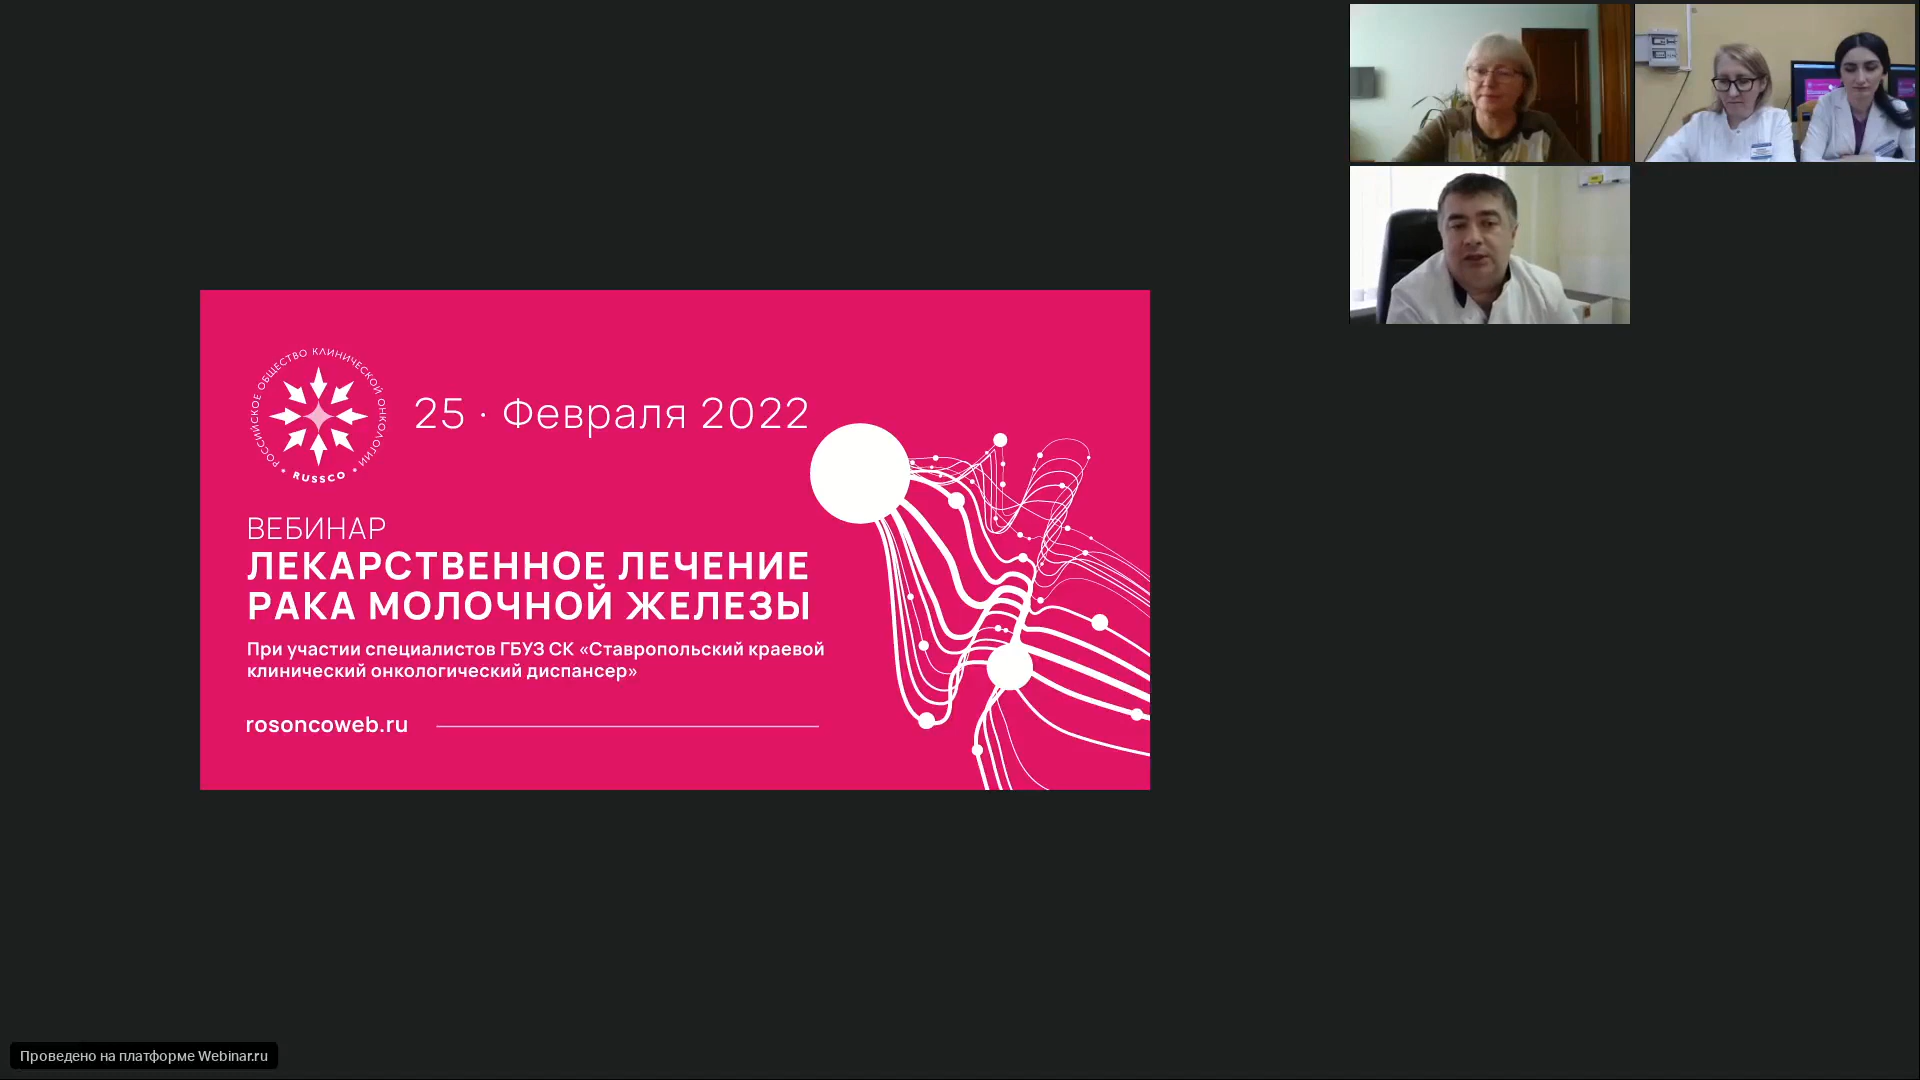 РОССИЙСКОЕ ОБЩЕСТВО КЛИНИЧЕСКОЙ ОНКОЛОГИИ
• RUSSCO •
25 · Февраля 2022
ВЕБИНАР
ЛЕКАРСТВЕННОЕ ЛЕЧЕНИЕ
РАКА МОЛОЧНОЙ ЖЕЛЕЗЫ
При участии специалистов ГБУЗ СК «Ставропольский краевой
клинический онкологический диспансер»
rosoncoweb.ru
Проведено на платформе Webinar.ru